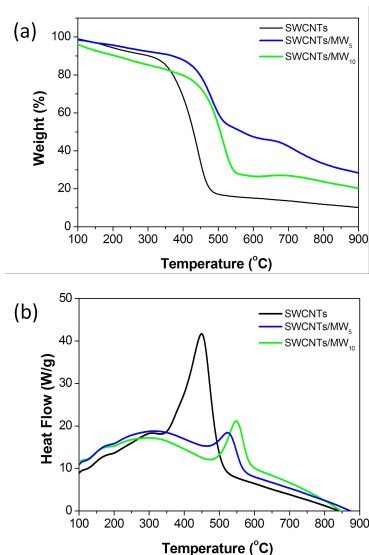 (a)
SWCNTs
SWCNTs/MW5
SWCNTs/MW10
100
80
60
40
20
0
Weight (%)
100 200 300 400 500 600 700 800 900
Temperature (°C)
(b)
SWCNTs
SWCNTs/MW5
SWCNTs/MW10
50
40
30
20
10
0
Heat Flow (W/g)
100 200 300 400 500 600 700 800 900
Temperature (°C)